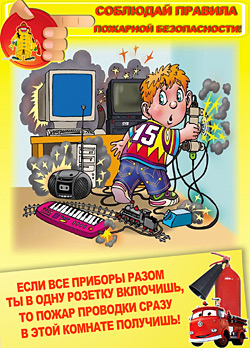 СОБЛЮДАЙ ПРАВИЛА
ПОЖАРНОЙ БЕЗОПАСНОСТИ!
45
ЕСЛИ ВСЕ ПРИБОРЫ РАЗОМ
ТЫ В ОДНУ РОЗЕТКУ ВКЛЮЧИШЬ,
ТО ПОЖАР ПРОВОДКИ СРАЗУ
В ЭТОЙ КОМНАТЕ ПОЛУЧИШЬ!